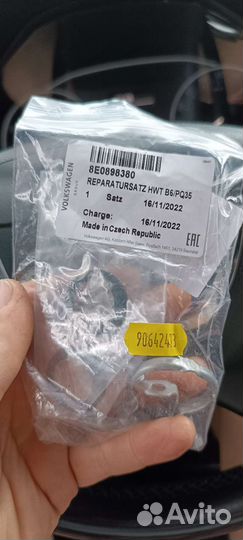 VOLKSWAGEN
8E0898380
REPARATURSATZ HWT B6/PQ35
1 Satz 16/11/2022
Charge: 16/11/2022
Made in Czech Republic
EAC
Avito